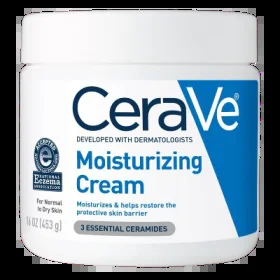 CeraVe
DEVELOPED WITH DERMATOLOGISTS
Moisturizing
Cream
Moisturizes & helps restore the
protective skin barrier
3 ESSENTIAL CERAMIDES
NATIONAL
Eczema
ASSOCIATION
For Normal
to Dry Skin
16 OZ (453 g)